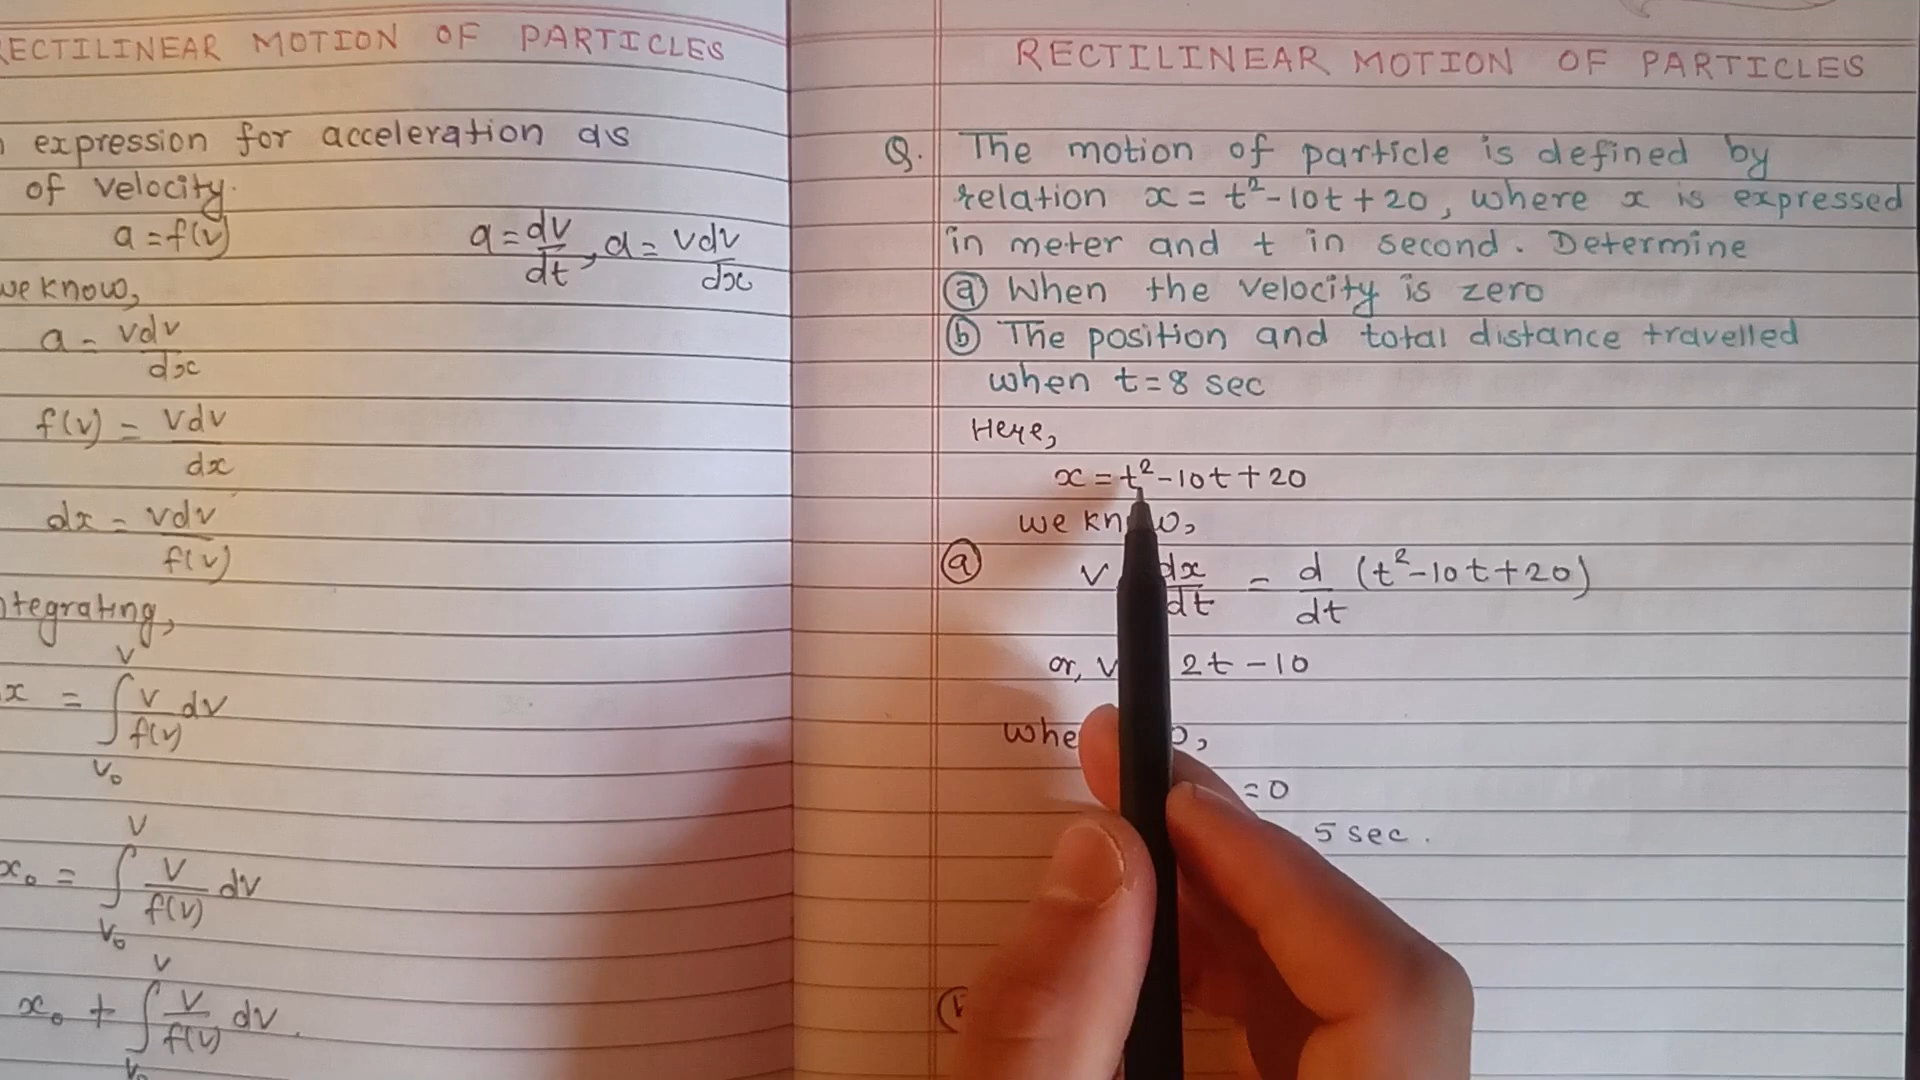 RECTILINEAR MOTION OF PARTICLES
expression for acceleration as
of velocity.
a = f(v)
a = dv/dt, a = vdv/dx
we know,
a = vdv/dx
f(v) = vdv/dx
dx = vdv/f(v)
integrating,
x = ∫ v/f(v) dv
v
v₀
x₀ = ∫ v/f(v) dv
v
v₀
x₀ + ∫ v/f(v) dv.
v
v₀
RECTILINEAR MOTION OF PARTICLES
Q. The motion of particle is defined by
relation x = t² - 10t + 20, where x is expressed
in meter and t in second. Determine
ⓐ When the velocity is zero
ⓑ The position and total distance travelled
when t = 8 sec
Here,
x = t² - 10t + 20
we know,
ⓐ v dx/dt = d/dt (t² - 10t + 20)
or, v 2t - 10
= 0
5 sec.